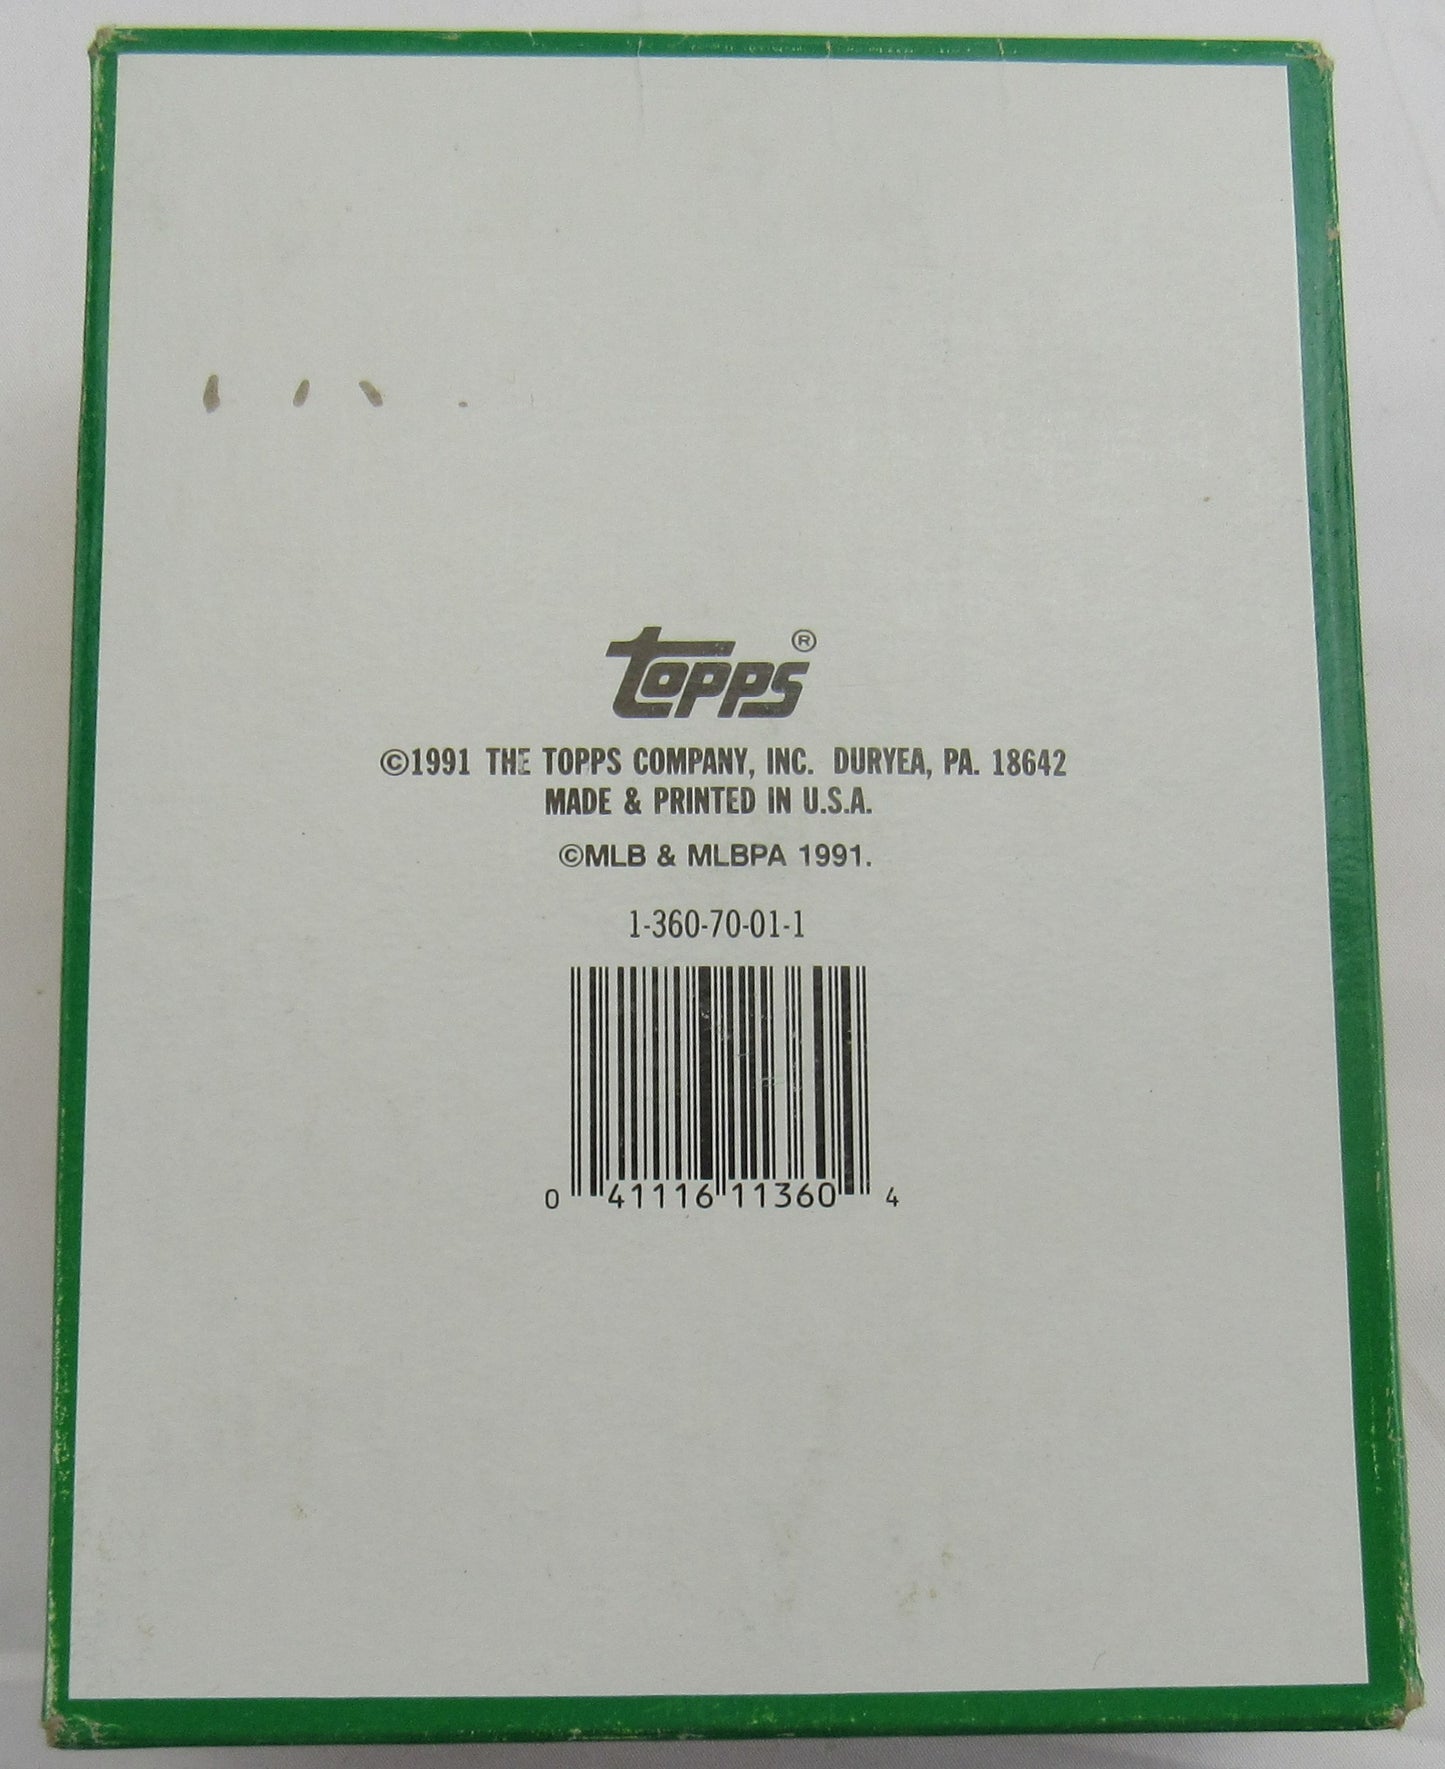 Topps®
©1991 THE TOPPS COMPANY, INC. DURYEA, PA. 18642
MADE & PRINTED IN U.S.A.
©MLB & MLBPA 1991.
1-360-70-01-1
0 41116 11360 4